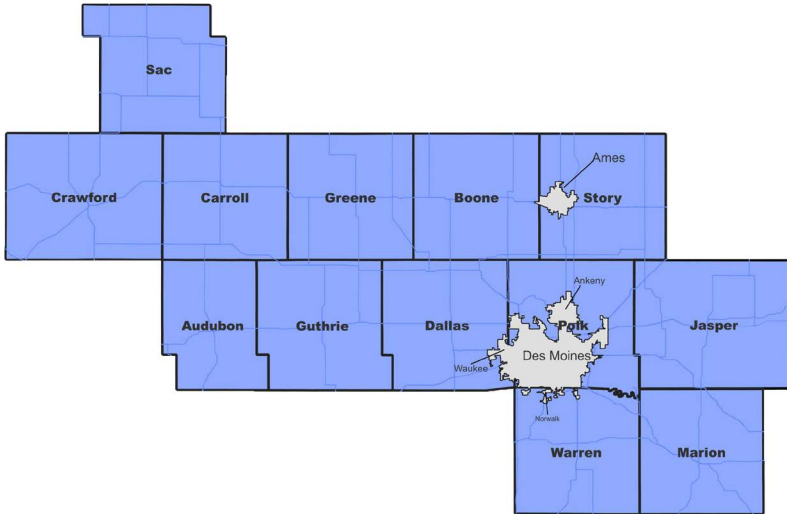 Sac
Ames
Crawford
Carroll
Greene
Boone
Story
Ankeny
Audubon
Guthrie
Dallas
Polk
Jasper
Des Moines
Waukee
Norwalk
Warren
Marion